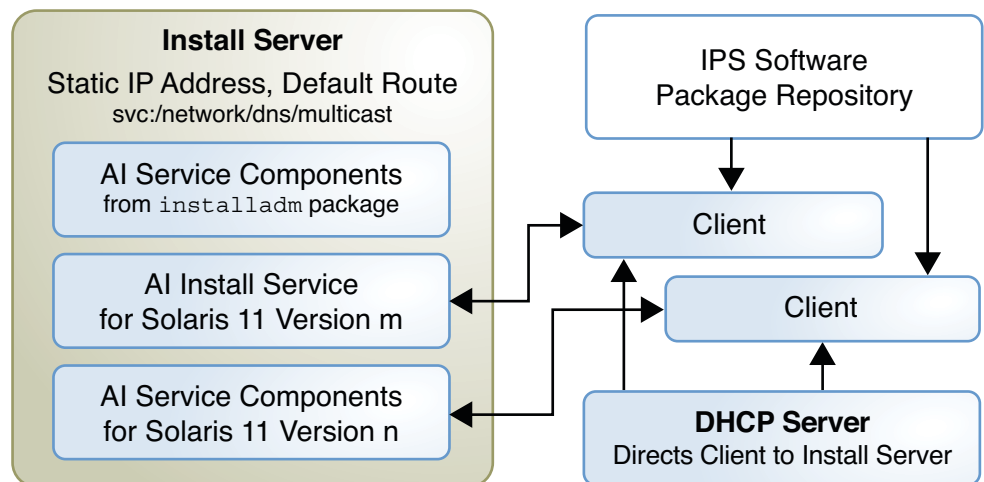 Install Server
Static IP Address, Default Route
svc:/network/dns/multicast
AI Service Components
from installadm package
AI Install Service
for Solaris 11 Version m
AI Service Components
for Solaris 11 Version n
IPS Software
Package Repository
Client
Client
DHCP Server
Directs Client to Install Server